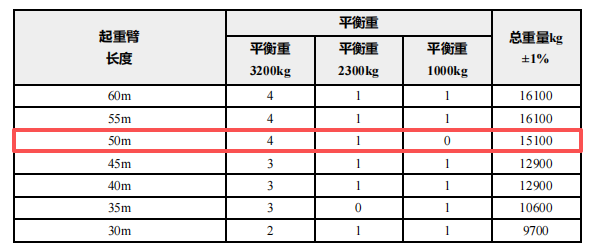 起重臂
长度
平衡重
总重量kg
±1%
平衡重
3200kg
平衡重
2300kg
平衡重
1000kg
60m 4 1 1 16100
55m 4 1 1 16100
50m 4 1 0 15100
45m 3 1 1 12900
40m 3 1 1 12900
35m 3 0 1 10600
30m 2 1 1 9700